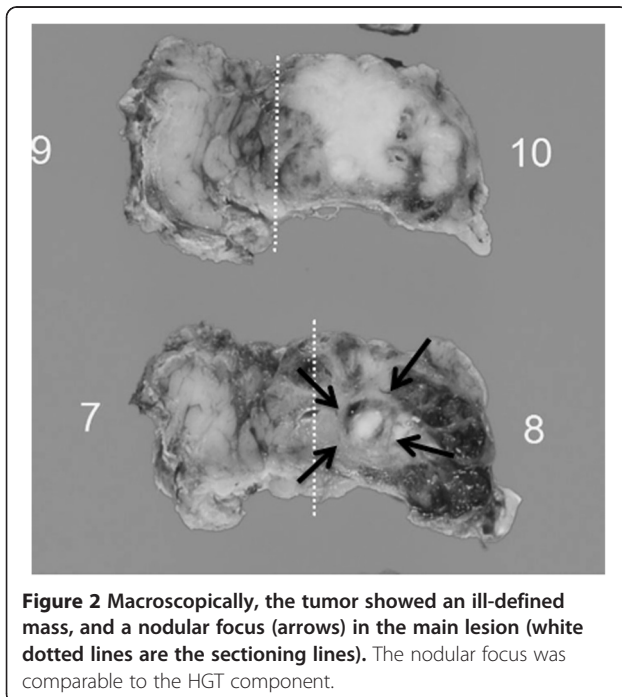 9
10
7
8
Figure 2 Macroscopically, the tumor showed an ill-defined
mass, and a nodular focus (arrows) in the main lesion (white
dotted lines are the sectioning lines). The nodular focus was
comparable to the HGT component.